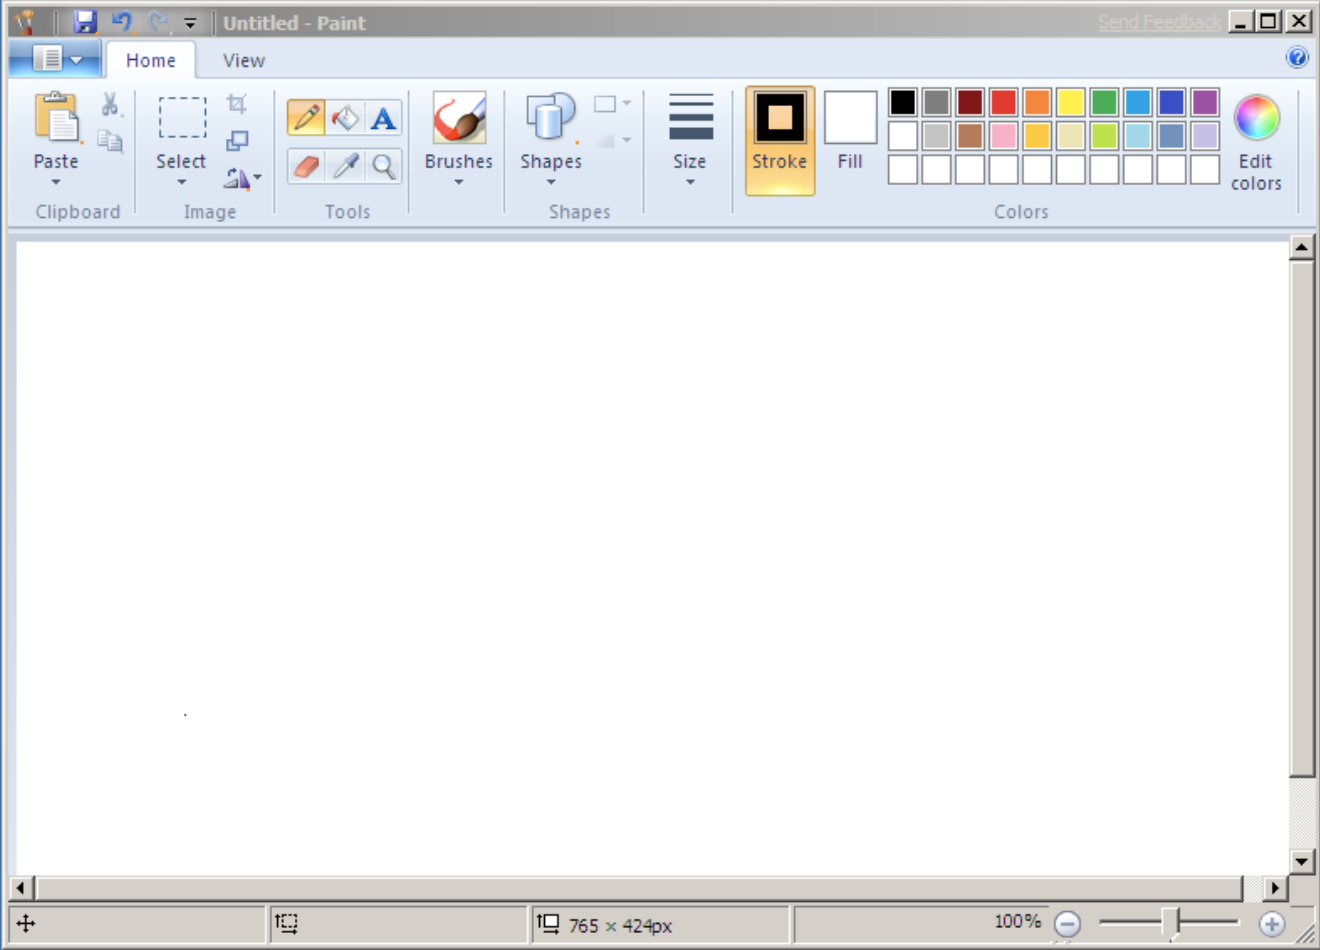 Untitled - Paint
Send Feedback
Home
View
Paste
Select
Brushes
Shapes
Size
Stroke
Fill
Edit
colors
Clipboard
Image
Tools
Shapes
Colors
765 × 424px
100%